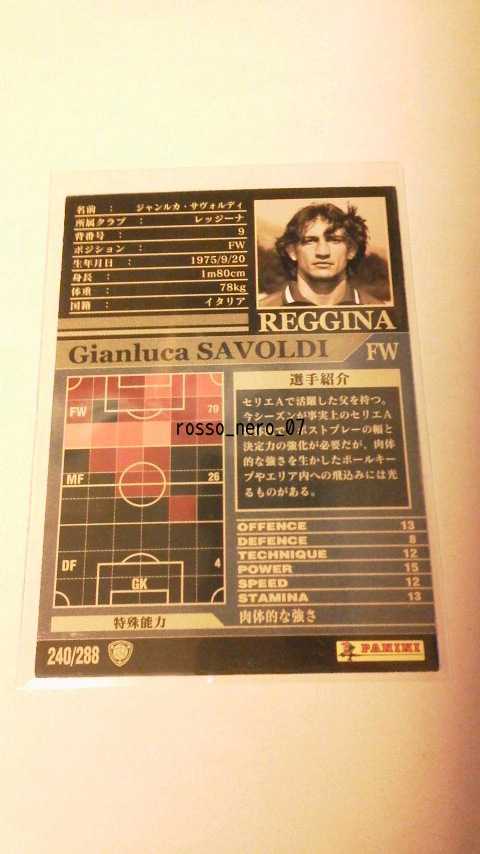 名前 : ジャンルカ・サヴォルディ
所属クラブ : レッジーナ
背番号 : 9
ポジション : FW
生年月日 : 1975/9/20
身長 : 1m80cm
体重 : 78kg
国籍 : イタリア
REGGINA
Gianluca SAVOLDI FW
FW 70
MF 26
DF 4
GK
選手紹介
セリエAで活躍した父を持つ。
今シーズンが事実上のセリエA
ストプレーの幅と
決定力の強化が必要だが、肉体
的な強さを生かしたボールキー
プやエリア内への飛込みには光
るものがある。
rosso_nero_07
OFFENCE 13
DEFENCE 8
TECHNIQUE 12
POWER 15
SPEED 12
STAMINA 13
特殊能力 肉体的な強さ
240/288
PANINI